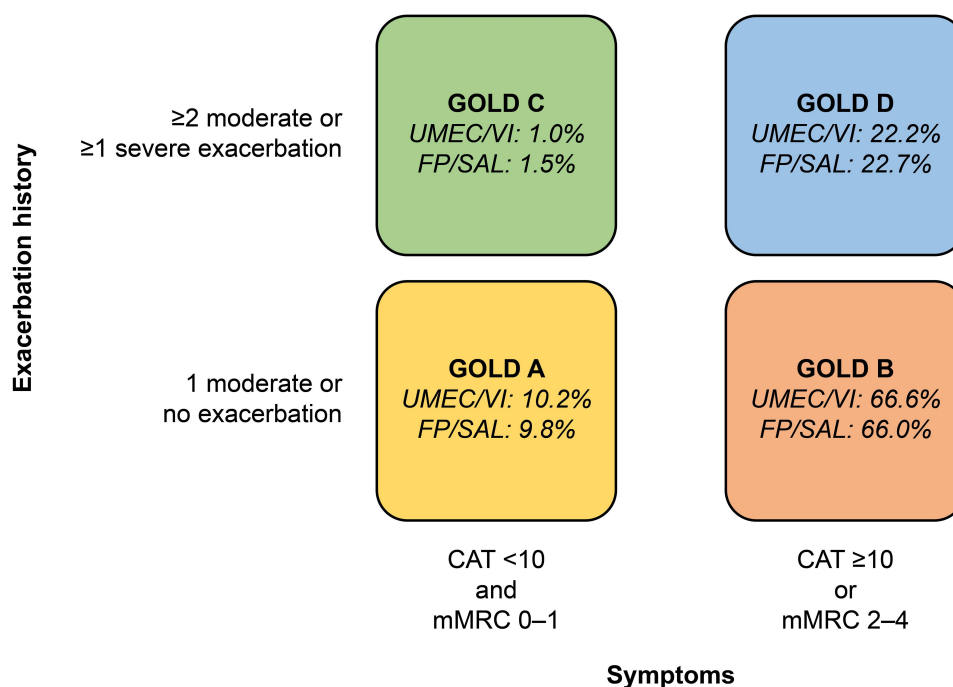 Exacerbation history
≥2 moderate or
≥1 severe exacerbation
GOLD C
UMEC/VI: 1.0%
FP/SAL: 1.5%
GOLD D
UMEC/VI: 22.2%
FP/SAL: 22.7%
1 moderate or
no exacerbation
GOLD A
UMEC/VI: 10.2%
FP/SAL: 9.8%
GOLD B
UMEC/VI: 66.6%
FP/SAL: 66.0%
CAT <10
and
mMRC 0–1
CAT ≥10
or
mMRC 2–4
Symptoms